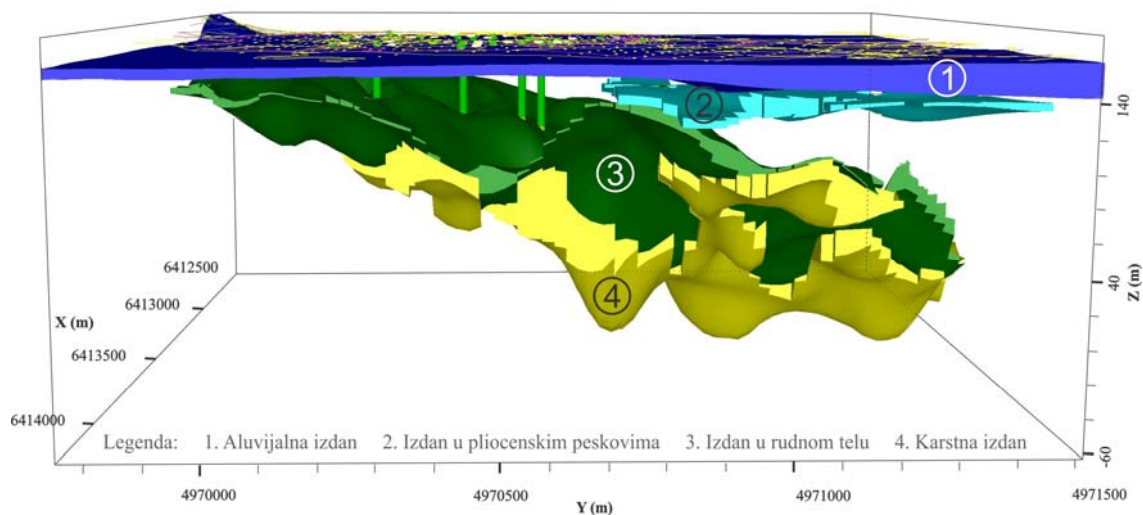 1
140
2
3
6412500
40
4
Z (m)
6413000
X (m)
6413500
6414000
Legenda: 1. Aluvijalna izdan 2. Izdan u pliocenskim peskovima 3. Izdan u rudnom telu 4. Karstna izdan
-60
4970000 4970500 4971000 4971500
Y (m)